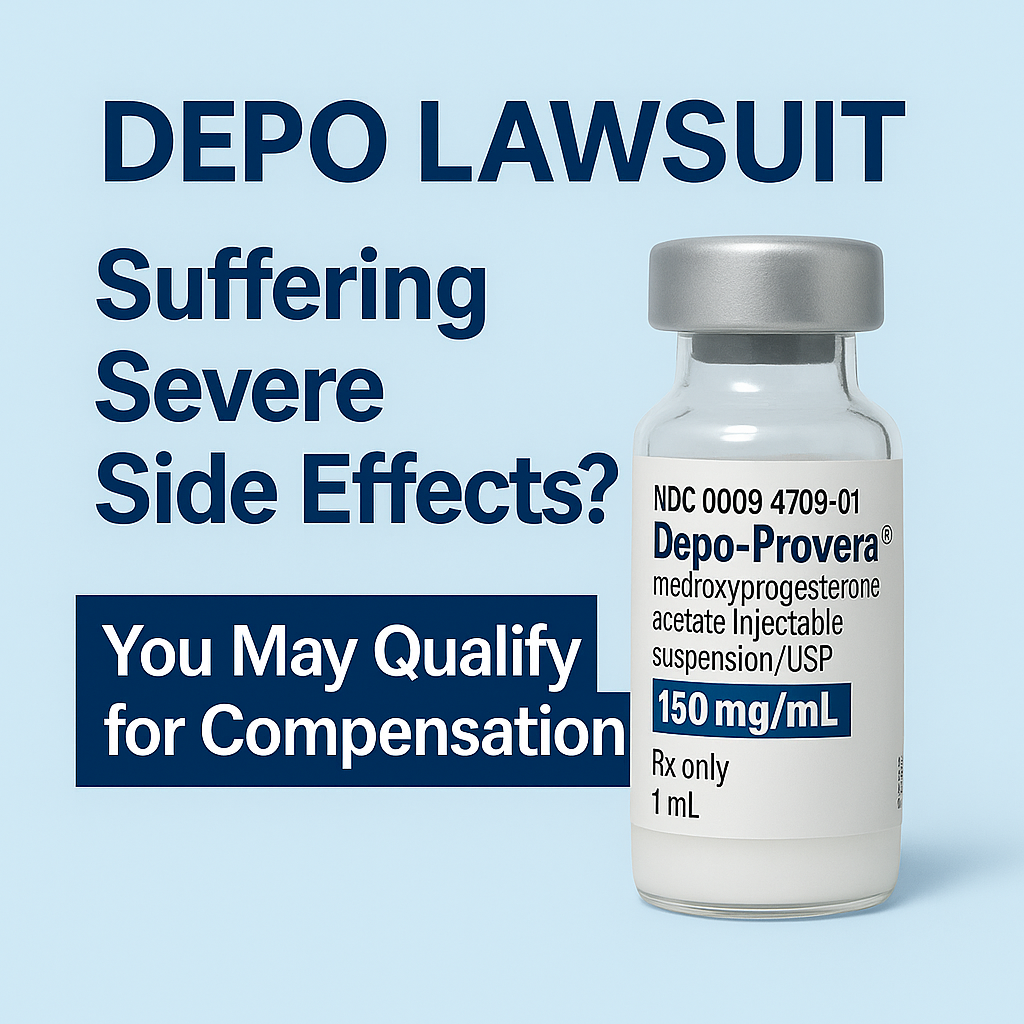 DEPO LAWSUIT
Suffering
Severe
Side Effects?
You May Qualify
for Compensation
NDC 0009 4709-01
Depo-Provera®
medroxyprogesterone
acetate Injectable
suspension/USP
150 mg/mL
Rx only
1 mL